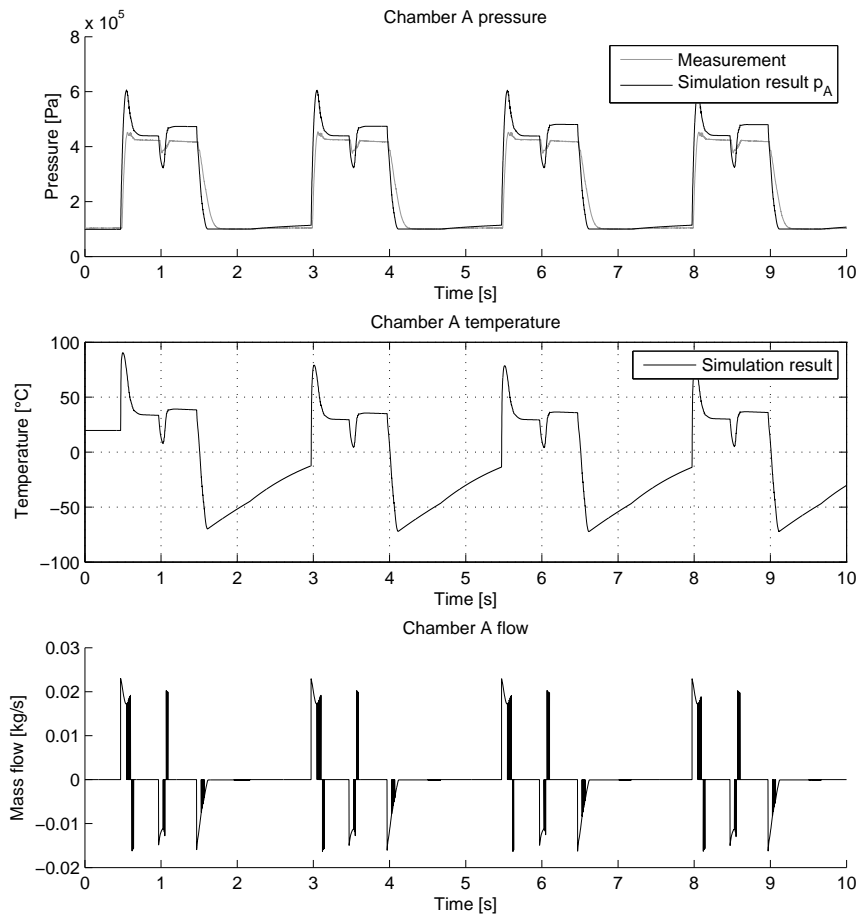 Chamber A pressure
x 10^5
8
6
4
2
0
Pressure [Pa]
Measurement
Simulation result p_A
0 1 2 3 4 5 6 7 8 9 10
Time [s]
Chamber A temperature
100
50
0
−50
−100
Temperature [°C]
Simulation result
0 1 2 3 4 5 6 7 8 9 10
Time [s]
Chamber A flow
0.03
0.02
0.01
0
−0.01
−0.02
Mass flow [kg/s]
0 1 2 3 4 5 6 7 8 9 10
Time [s]